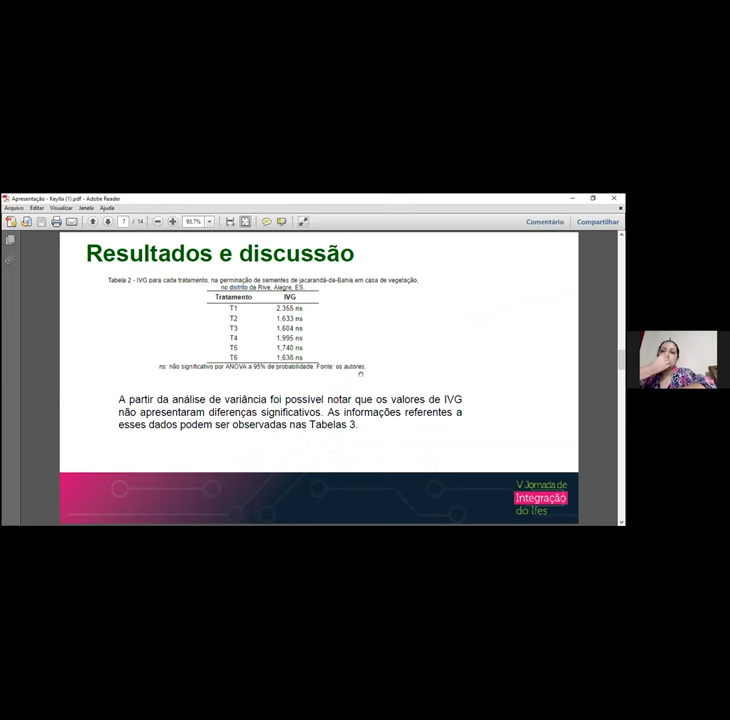 Apresentação - Keylla (1).pdf - Adobe Reader
Arquivo Editar Visualizar Janela Ajuda
7 / 14 93,7% Comentário Compartilhar
Resultados e discussão
Tabela 2 - IVG para cada tratamento, na germinação de sementes de jacarandá-da-Bahia,em casa de vegetação,
no distrito de Rive, Alegre, ES.
Tratamento IVG
T1 2,355 ns
T2 1,633 ns
T3 1,604 ns
T4 1,995 ns
T5 1,740 ns
T6 1,638 ns
ns: não significativo por ANOVA a 95% de probabilidade. Fonte: os autores.
A partir da análise de variância foi possível notar que os valores de IVG
não apresentaram diferenças significativos. As informações referentes a
esses dados podem ser observadas nas Tabelas 3.
V Jornada de
Integração
do Ifes